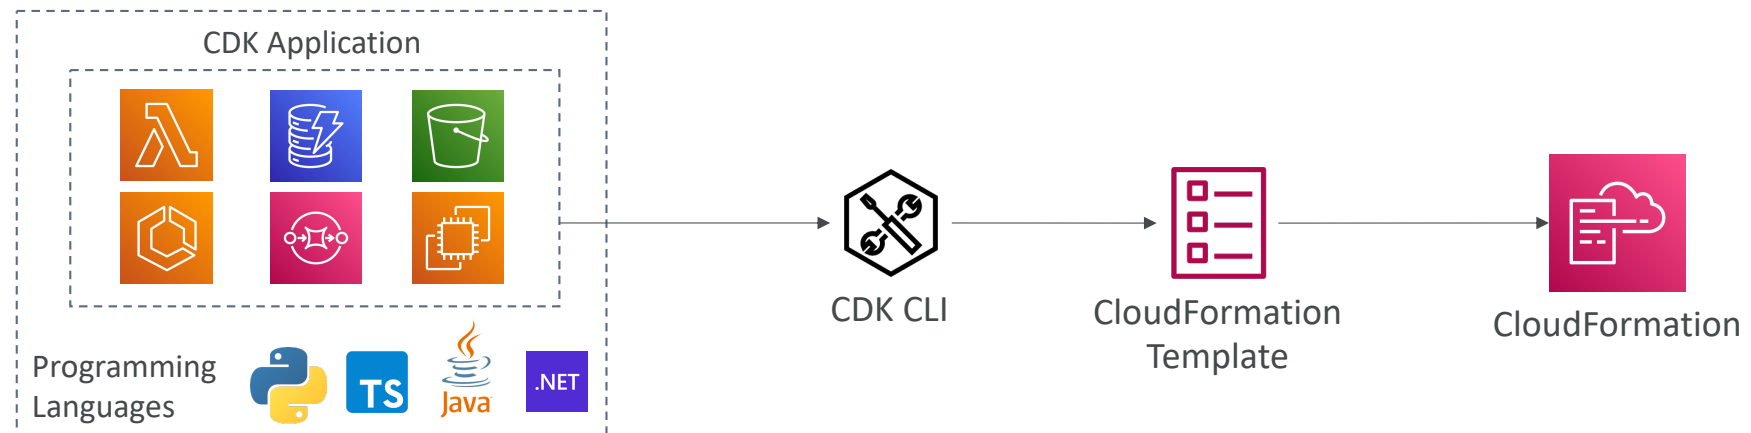 CDK Application
Programming
Languages
TS
Java
.NET
CDK CLI
CloudFormation
Template
CloudFormation